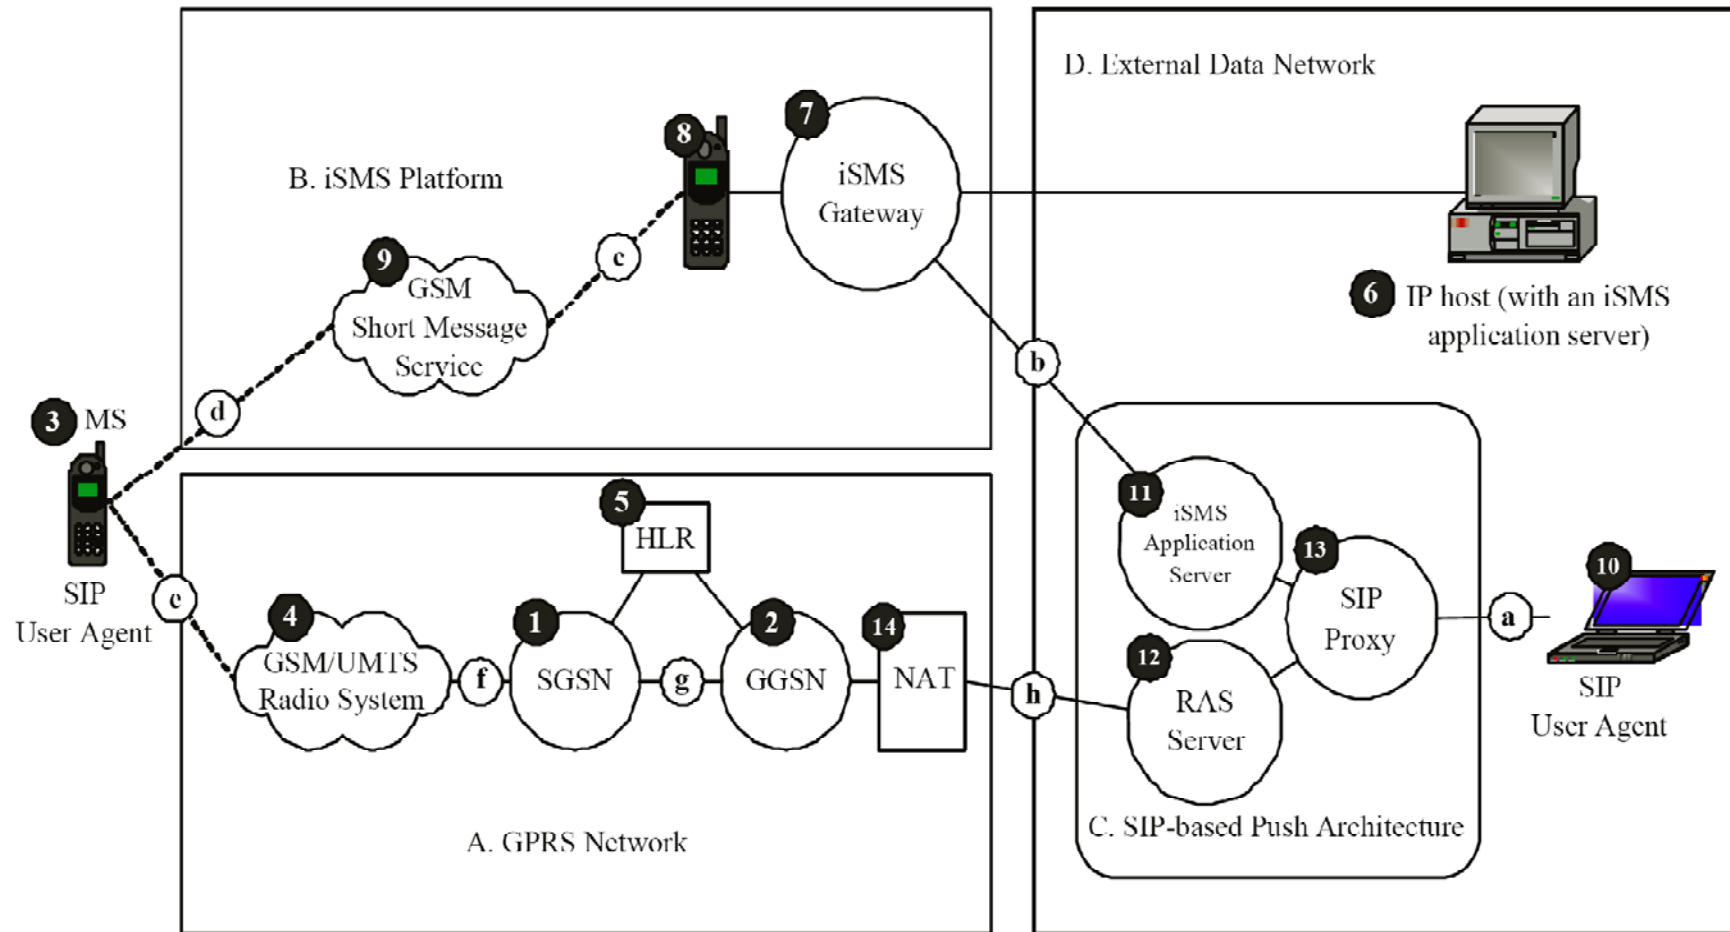 D. External Data Network
7
8
iSMS
Gateway
B. iSMS Platform
c
9
GSM
Short Message
Service
6 IP host (with an iSMS
application server)
b
d
3 MS
SIP
User Agent
11
iSMS
Application
Server
13
SIP
Proxy
10
a
SIP
User Agent
12
RAS
Server
C. SIP-based Push Architecture
5
HLR
e
4
GSM/UMTS
Radio System
f
1
SGSN
g
2
GGSN
14
NAT
h
A. GPRS Network